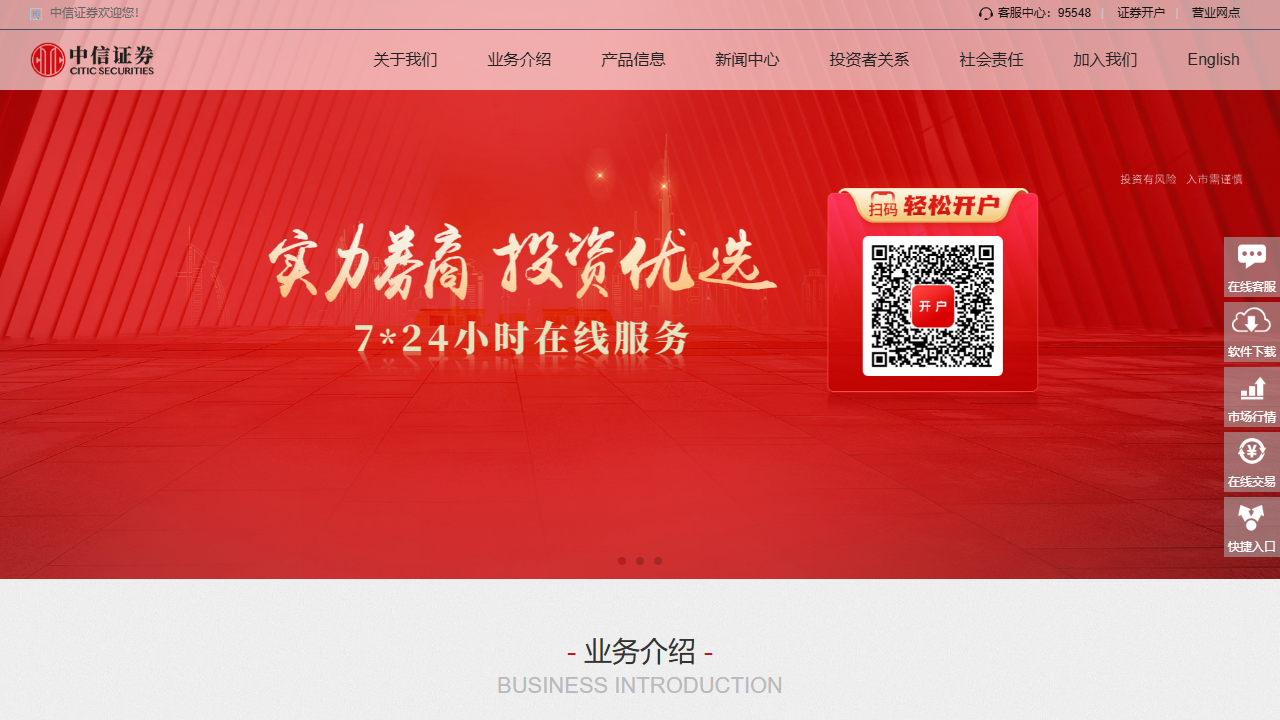 中信证券欢迎您!
客服中心：95548 | 证券开户 | 营业网点
中信证券
CITIC SECURITIES
关于我们 业务介绍 产品信息 新闻中心 投资者关系 社会责任 加入我们 English
投资有风险 入市需谨慎
扫码 轻松开户
实力券商 投资优选
7*24小时在线服务
开户
在线客服
软件下载
市场行情
在线交易
快捷入口
- 业务介绍 -
BUSINESS INTRODUCTION